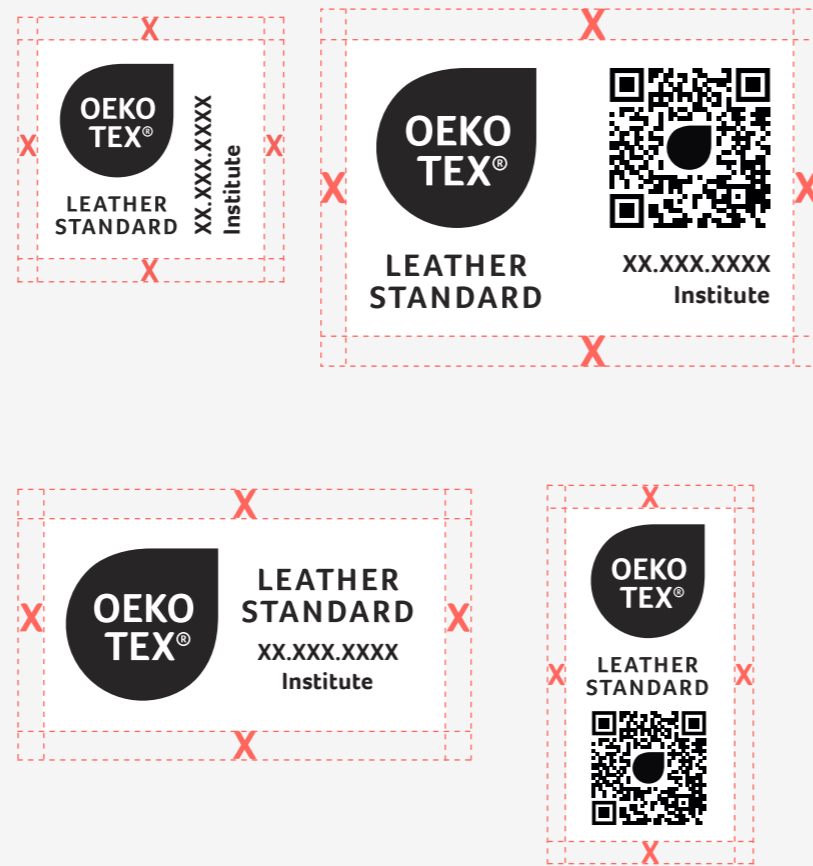 X
X
X
OEKO
TEX®
LEATHER
STANDARD
XX.XXX.XXXX
Institute
X
X
X
X
OEKO
TEX®
LEATHER
STANDARD
XX.XXX.XXXX
Institute
X
X
X
X
OEKO
TEX®
LEATHER
STANDARD
XX.XXX.XXXX
Institute
X
X
X
X
OEKO
TEX®
LEATHER
STANDARD
X
X